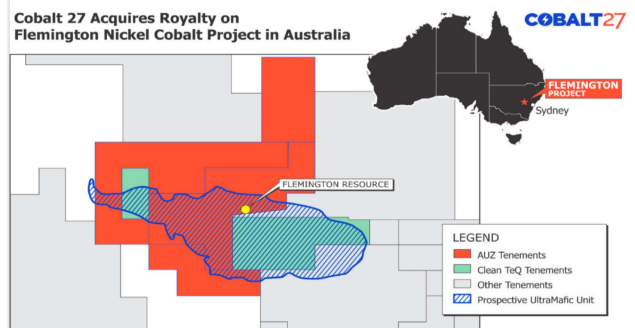 Cobalt 27 Acquires Royalty on
Flemington Nickel Cobalt Project in Australia
COBALT27
FLEMINGTON
PROJECT
Sydney
FLEMINGTON RESOURCE
LEGEND
AUZ Tenements
Clean TeQ Tenements
Other Tenements
Prospective UltraMafic Unit